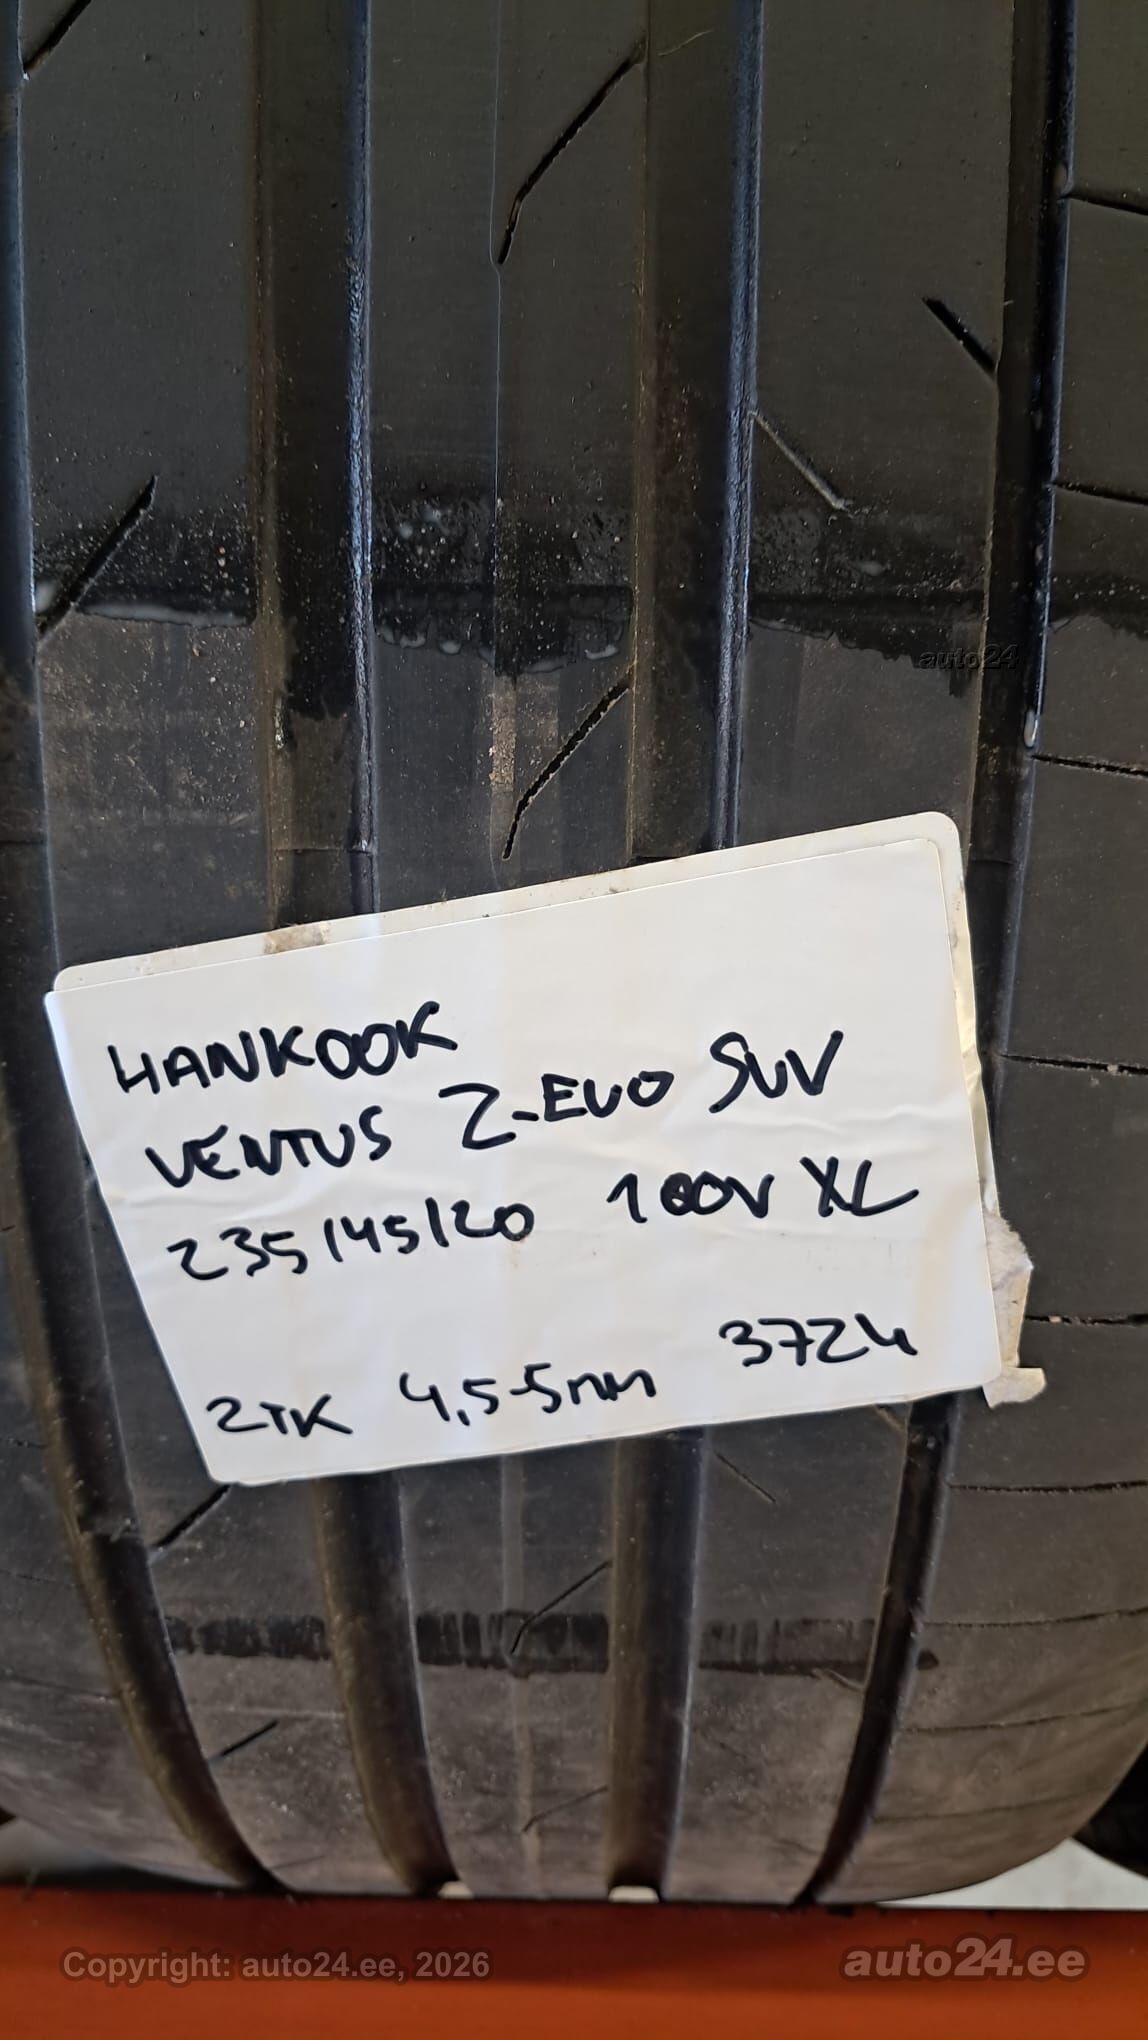 auto24
HANKOOK
VENTUS Z-EVO SUV
235/45/20 100V XL
2TK 4,5-5mm 3724
Copyright: auto24.ee, 2026
auto24.ee